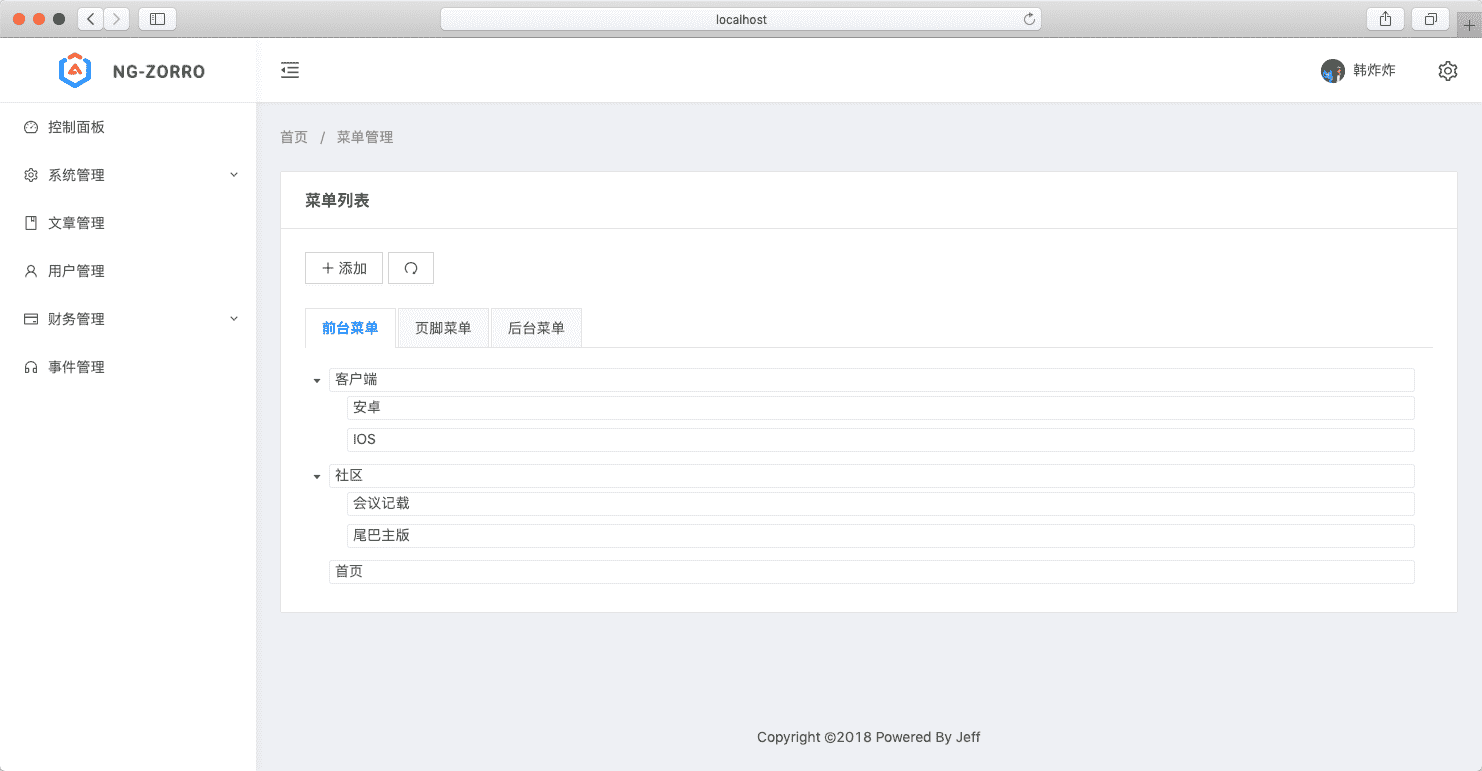 localhost
NG-ZORRO
韩炸炸
控制面板
系统管理
文章管理
用户管理
财务管理
事件管理
首页 / 菜单管理
菜单列表
添加
前台菜单 页脚菜单 后台菜单
客户端
安卓
IOS
社区
会议记载
尾巴主版
首页
Copyright ©2018 Powered By Jeff